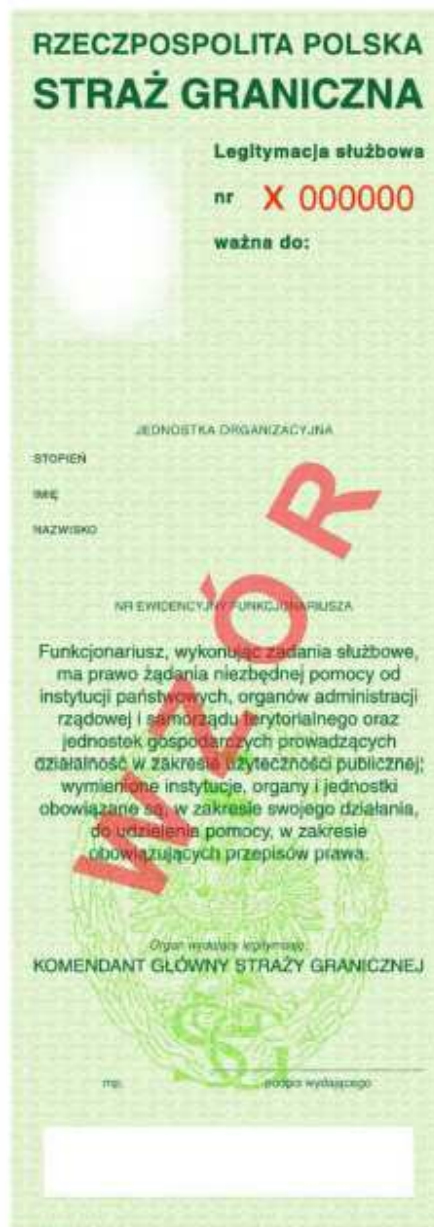 RZECZPOSPOLITA POLSKA
STRAŻ GRANICZNA
Legitymacja służbowa
nr X 000000
ważna do:
JEDNOSTKA ORGANIZACYJNA
STOPIEŃ
IMIĘ
NAZWISKO
NR EWIDENCYJNY FUNKCJONARIUSZA
Funkcjonariusz, wykonując zadania służbowe,
ma prawo żądania niezbędnej pomocy od
instytucji państwowych, organów administracji
rządowej i samorządu terytorialnego oraz
jednostek gospodarczych prowadzących
działalność w zakresie użyteczności publicznej;
wymienione instytucje, organy i jednostki
obowiązane są, w zakresie swojego działania,
do udzielenia pomocy, w zakresie
obowiązujących przepisów prawa.
WZÓR
Organ wydający legitymację:
KOMENDANT GŁÓWNY STRAŻY GRANICZNEJ
SG
mp.
podpis wydającego